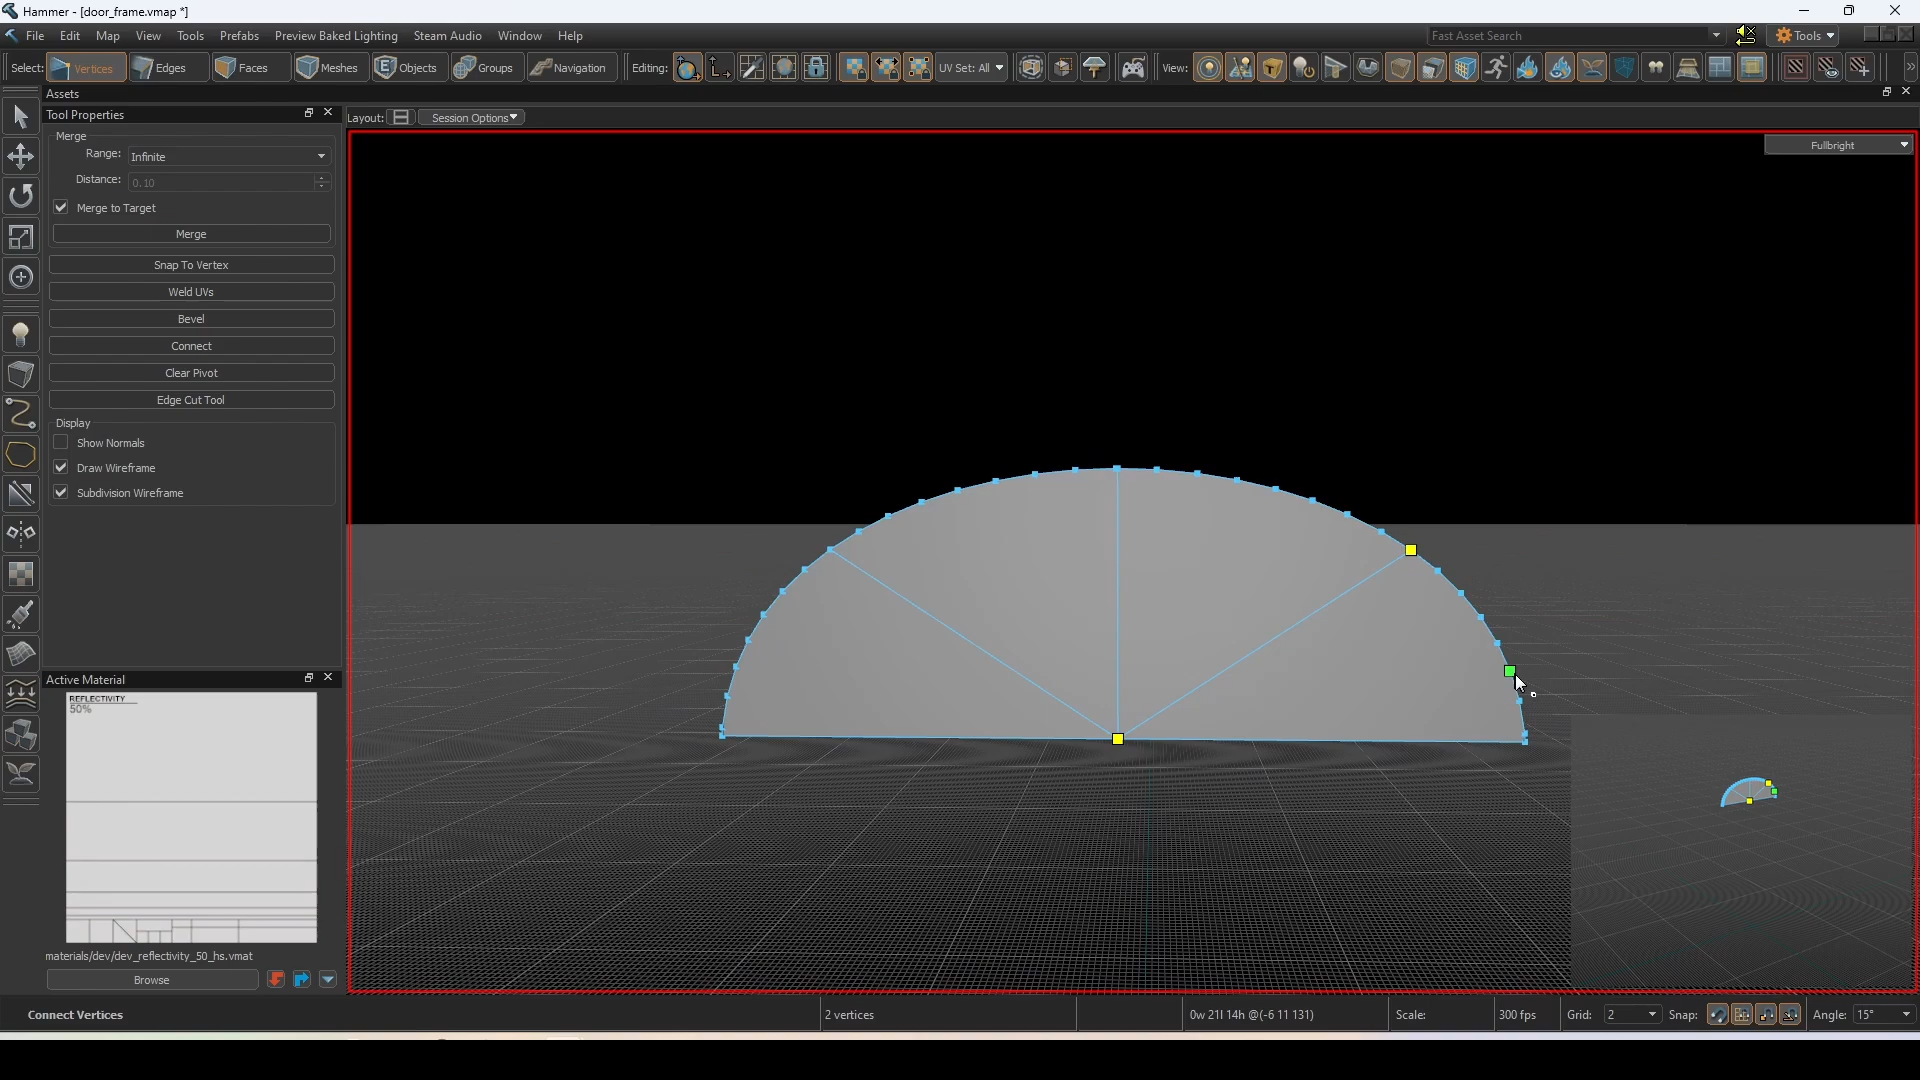 Hammer - [door_frame.vmap *]
File Edit Map View Tools Prefabs Preview Baked Lighting Steam Audio Window Help
Fast Asset Search
Tools
Select: Vertices Edges Faces Meshes Objects Groups Navigation Editing: UV Set: All View:
Assets
Tool Properties
Layout: Session Options
Merge
Range: Infinite
Distance: 0.10
Merge to Target
Merge
Snap To Vertex
Weld UVs
Bevel
Connect
Clear Pivot
Edge Cut Tool
Display
Show Normals
Draw Wireframe
Subdivision Wireframe
Fullbright
Active Material
REFLECTIVITY
50%
materials/dev/dev_reflectivity_50_hs.vmat
Browse
Connect Vertices
2 vertices
0w 21l 14h @(-6 11 131)
Scale:
300 fps
Grid: 2
Snap:
Angle: 15°